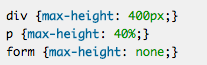 div {max-height: 400px;}
p {max-height: 40%;}
form {max-height: none;}